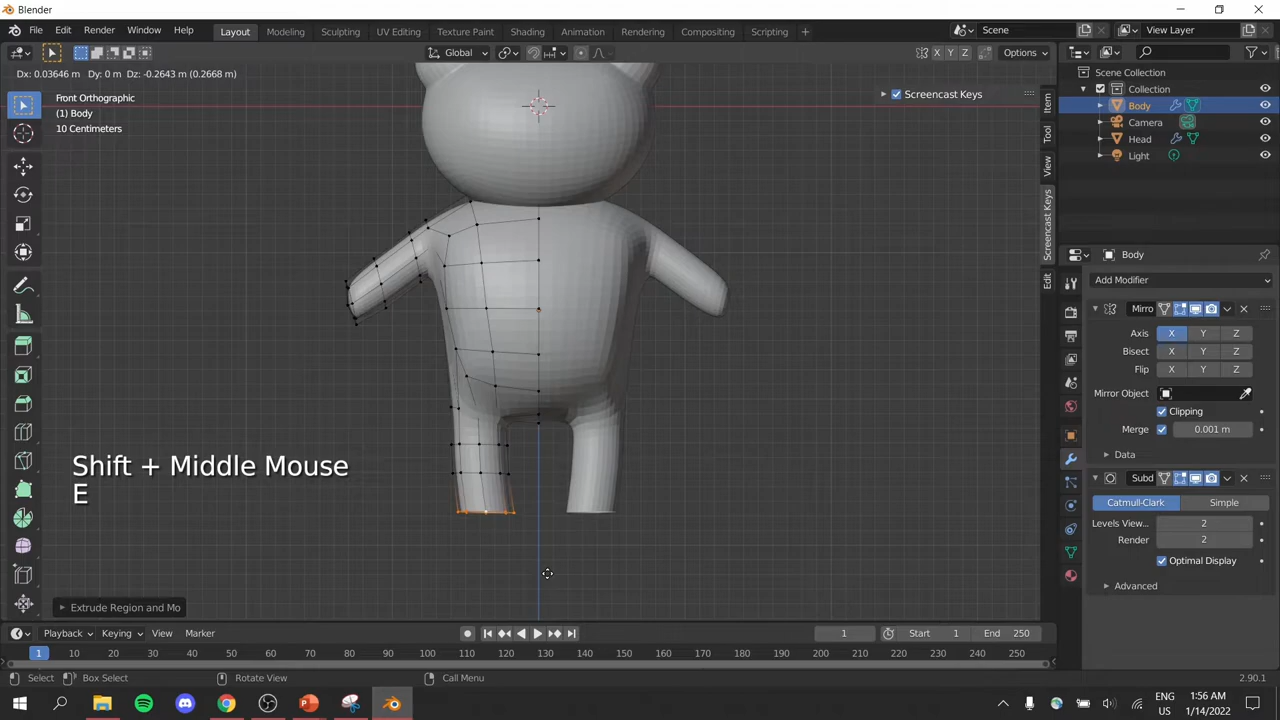 Blender
File Edit Render Window Help Layout Modeling Sculpting UV Editing Texture Paint Shading Animation Rendering Compositing Scripting + Scene View Layer
Global X Y Z Options
Dx: 0.03646 m Dy: 0 m Dz: -0.2643 m (0.2668 m)
Front Orthographic
(1) Body
10 Centimeters
Screencast Keys
Item
Tool
View
Screencast Keys
Edit
Scene Collection
Collection
Body
Camera
Head
Light
Body
Add Modifier
Mirro
Axis X Y Z
Bisect X Y Z
Flip X Y Z
Mirror Object
Clipping
Merge 0.001 m
Data
Subd
Catmull-Clark Simple
Levels View... 2
Render 2
Optimal Display
Advanced
Shift + Middle Mouse
E
Extrude Region and Mo
Playback Keying View Marker 1 Start 1 End 250
1 10 20 30 40 50 60 70 80 90 100 110 120 130 140 150 160 170 180 190 200 210 220 230 240 250
Select Box Select Rotate View Call Menu 2.90.1
ENG
US
1:56 AM
1/14/2022